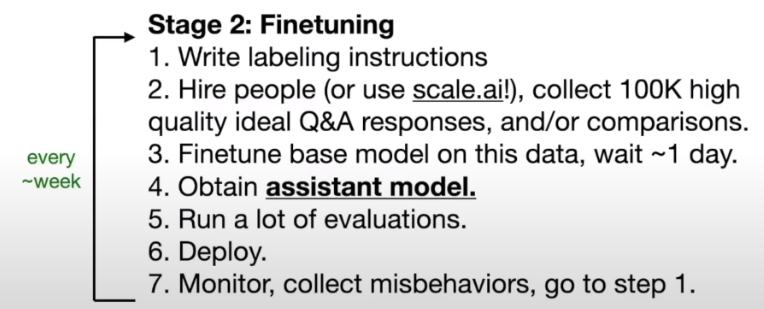 Stage 2: Finetuning
1. Write labeling instructions
2. Hire people (or use scale.ai!), collect 100K high
quality ideal Q&A responses, and/or comparisons.
3. Finetune base model on this data, wait ~1 day.
4. Obtain assistant model.
5. Run a lot of evaluations.
6. Deploy.
7. Monitor, collect misbehaviors, go to step 1.
every
~week